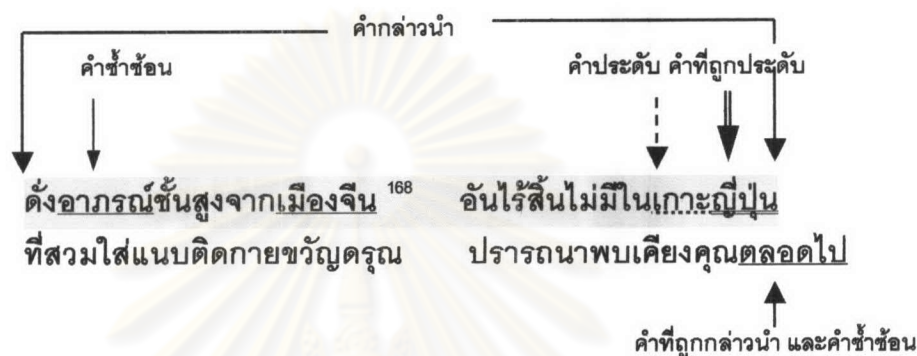 คำกล่าวนำ
คำซ้ำซ้อน คำประดับ คำที่ถูกประดับ
ดั่งอาภรณ์ชั้นสูงจากเมืองจีน 168 อันไร้สิ้นไม่มีในเกาะญี่ปุ่น
ที่สวมใส่แนบติดกายขวัญดรุณ ปรารถนาพบเคียงคุณตลอดไป
คำที่ถูกกล่าวนำ และคำซ้ำซ้อน